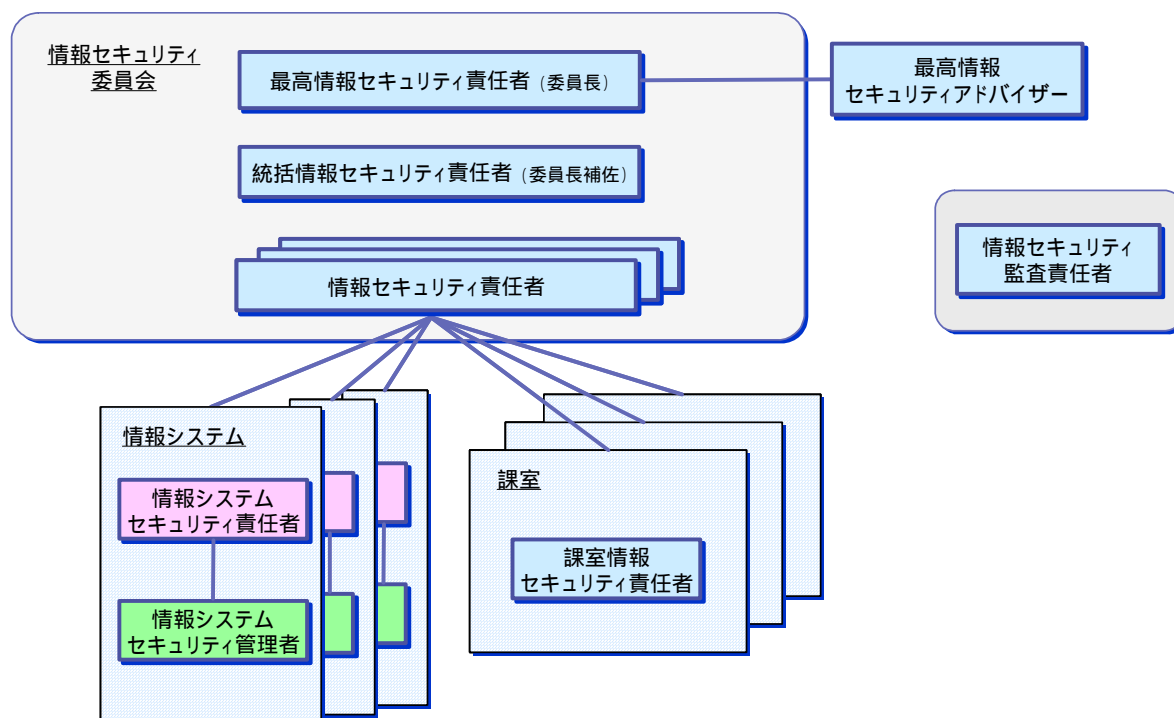 情報セキュリティ
委員会
最高情報セキュリティ責任者（委員長）
最高情報
セキュリティアドバイザー
統括情報セキュリティ責任者（委員長補佐）
情報セキュリティ
監査責任者
情報セキュリティ責任者
情報システム
情報システム
セキュリティ責任者
情報システム
セキュリティ管理者
課室
課室情報
セキュリティ責任者